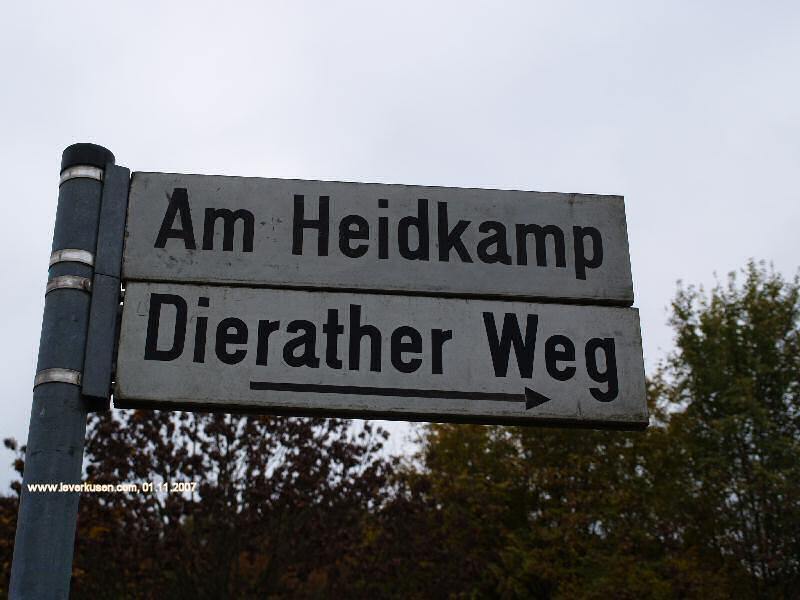 Am Heidkamp
Dierather Weg
www.leverkusen.com, 01.11.2007